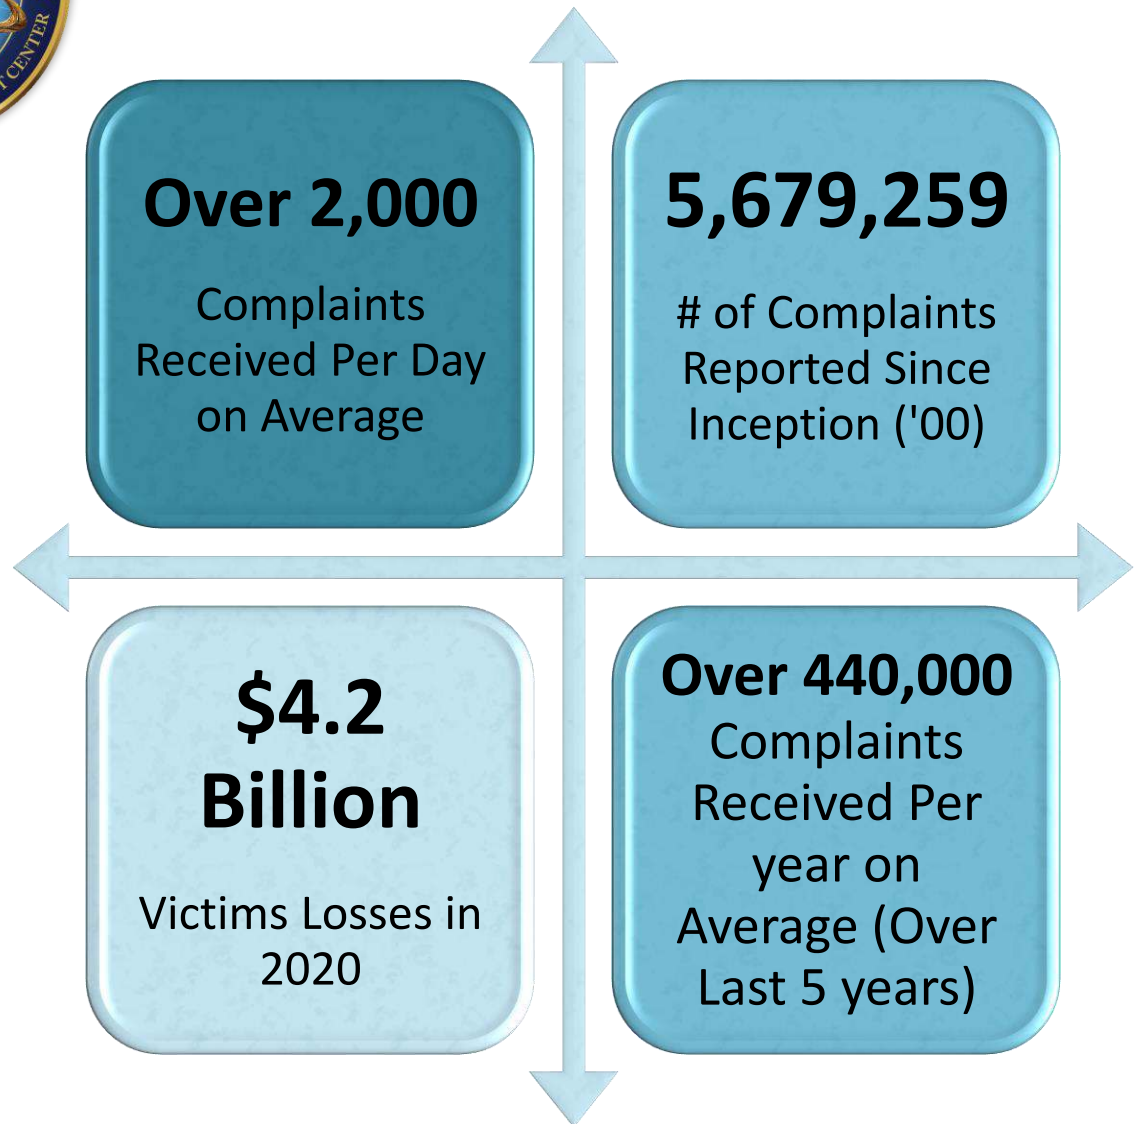 T CENTER
Over 2,000
Complaints
Received Per Day
on Average
5,679,259
# of Complaints
Reported Since
Inception ('00)
$4.2
Billion
Victims Losses in
2020
Over 440,000
Complaints
Received Per
year on
Average (Over
Last 5 years)